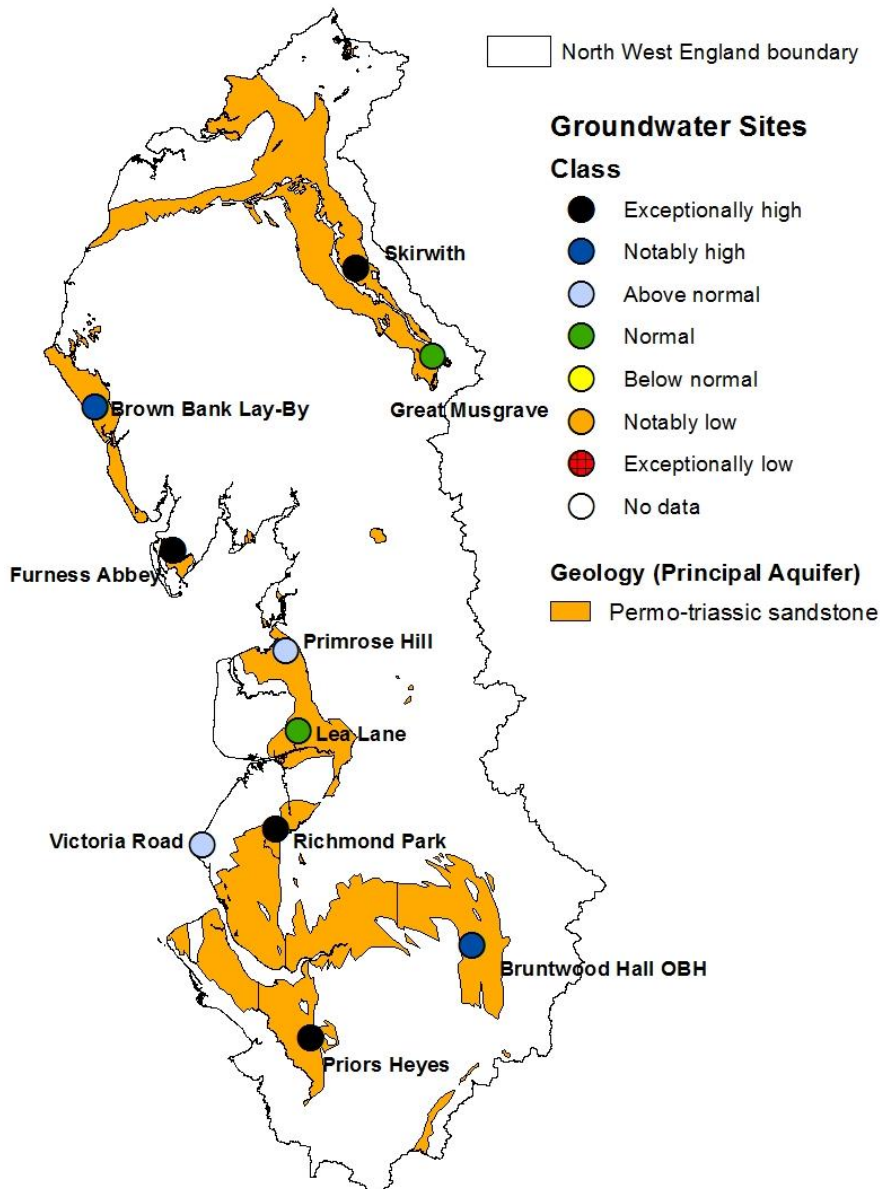 North West England boundary
Groundwater Sites
Class
Exceptionally high
Notably high
Above normal
Normal
Below normal
Notably low
Exceptionally low
No data
Geology (Principal Aquifer)
Permo-triassic sandstone
Skirwith
Great Musgrave
Brown Bank Lay-By
Furness Abbey
Primrose Hill
Lea Lane
Victoria Road
Richmond Park
Bruntwood Hall OBH
Priors Heyes